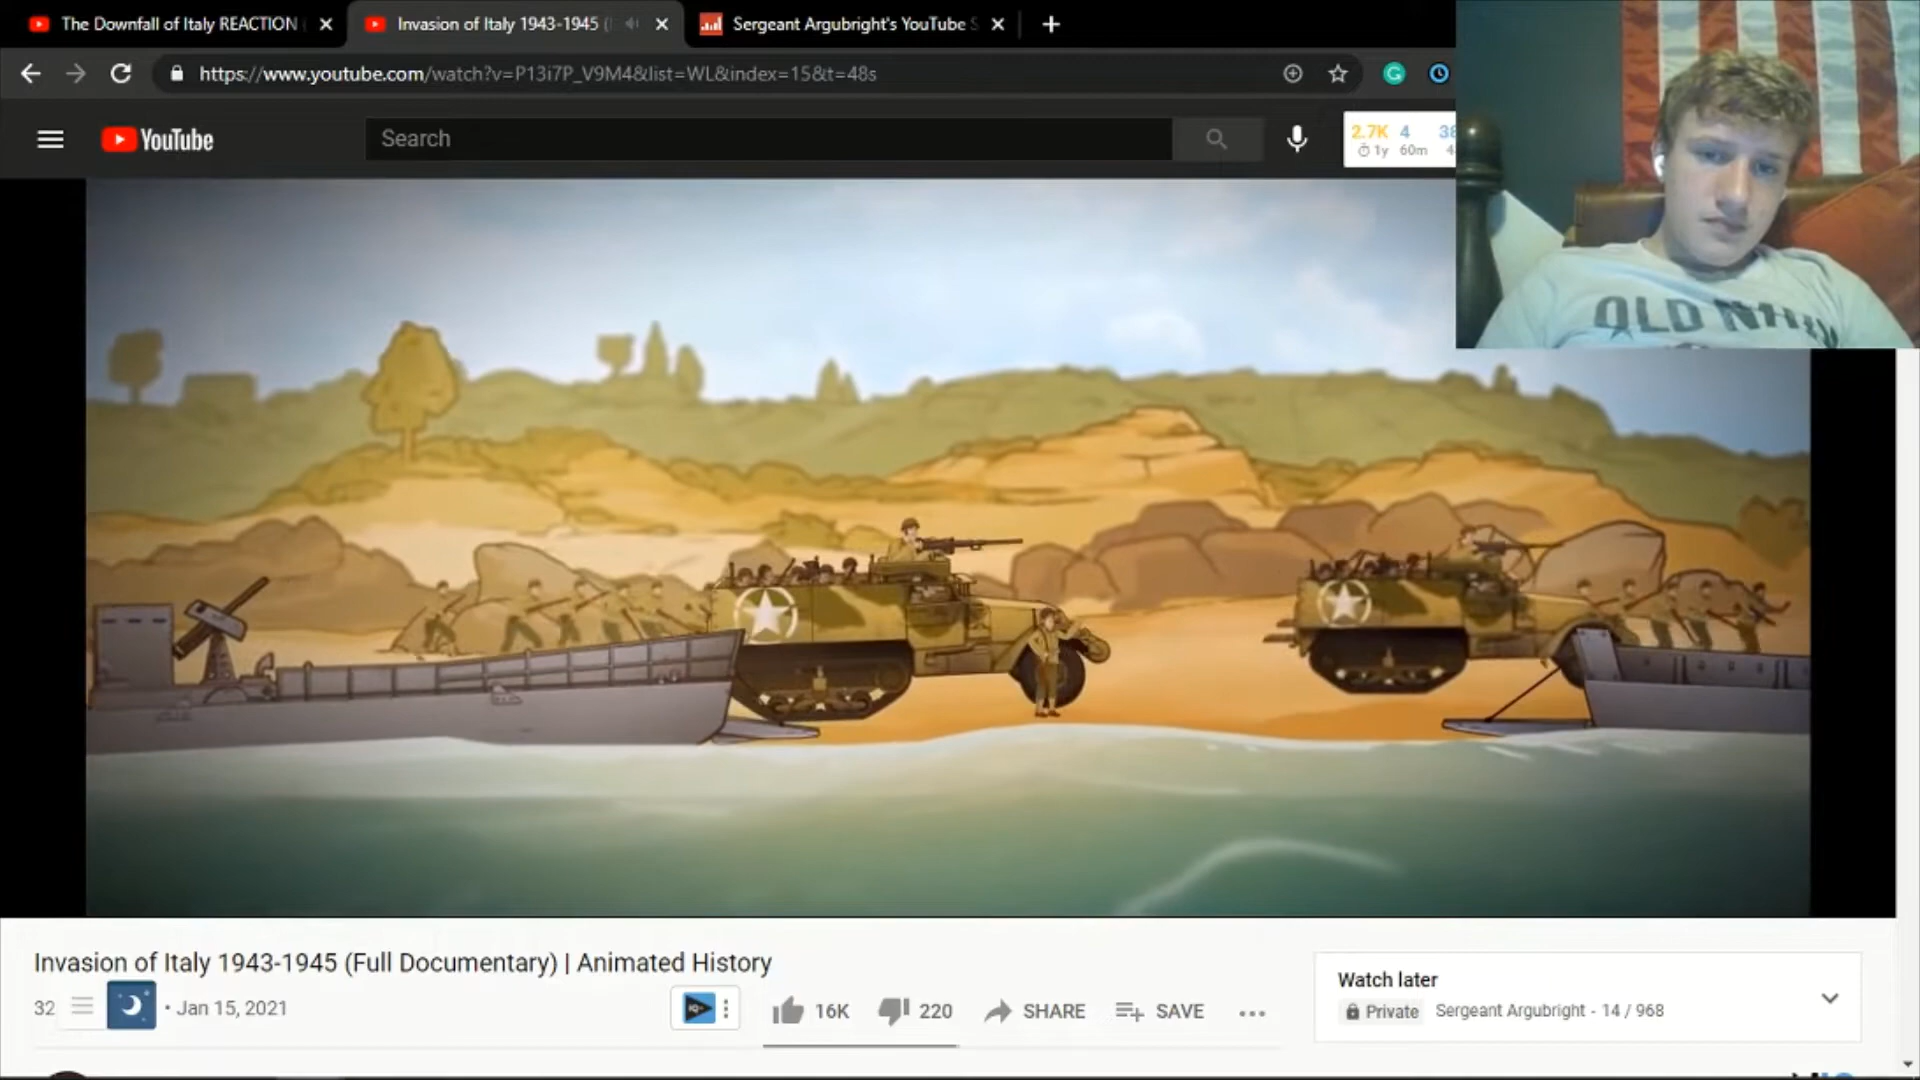 The Downfall of Italy REACTION
Invasion of Italy 1943-1945 (
Sergeant Argubright's YouTube S
https://www.youtube.com/watch?v=P13i7P_V9M4&list=WL&index=15&t=48s
YouTube
Search
2.7K 4 38
1y 60m 4
OLD
Invasion of Italy 1943-1945 (Full Documentary) | Animated History
32 • Jan 15, 2021
16K 220 SHARE SAVE
Watch later
Private Sergeant Argubright - 14 / 968